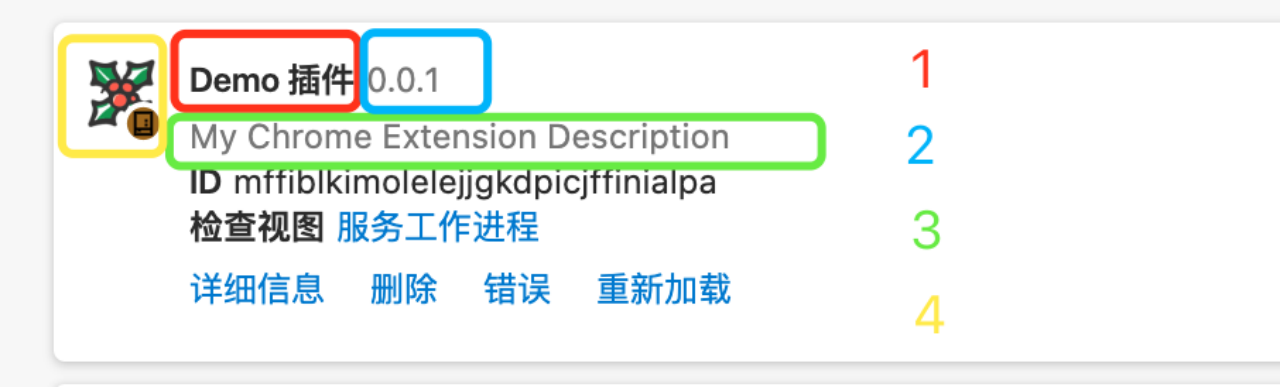 Demo 插件 0.0.1
My Chrome Extension Description
ID mffiblkimolelejjgkdpicjffinialpa
检查视图 服务工作进程
详细信息 删除 错误 重新加载
1
2
3
4